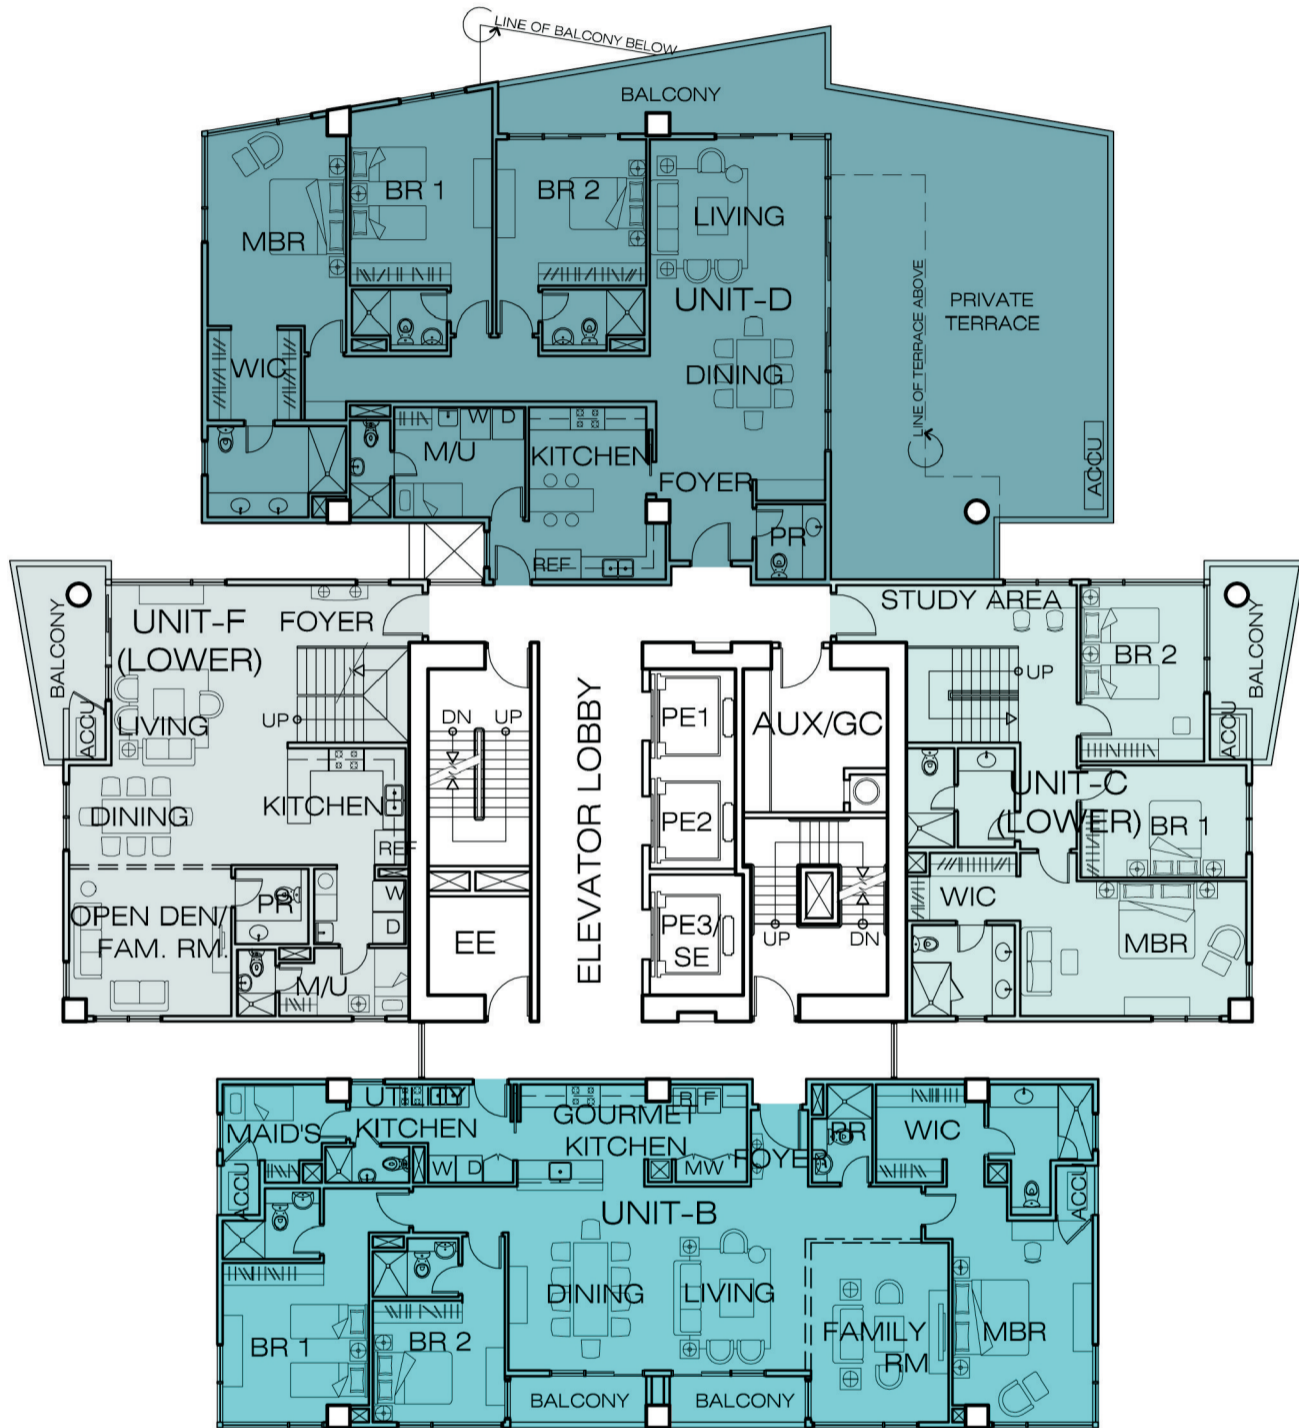 LINE OF BALCONY BELOW
BALCONY
BR 1
BR 2
MBR
LIVING
UNIT-D
LINE OF TERRACE ABOVE
PRIVATE
TERRACE
WIC
DINING
W D
M/U
KITCHEN
FOYER
ACCU
PR
REF
BALCONY
UNIT-F
(LOWER)
FOYER
STUDY AREA
BR 2
BALCONY
LIVING
UP
ACCU
DN
UP
ELEVATOR LOBBY
PE1
AUX/GC
UP
ACCU
DINING
KITCHEN
REF
PE2
UNIT-C
(LOWER)
BR 1
OPEN DEN/
FAM. RM.
PR
W
D
M/U
EE
PE3/
SE
UP
DN
WIC
MBR
MAID'S
UTILITY
KITCHEN
GOURMET
KITCHEN
R F
FOYER
PR
WIC
ACCU
W D
MW
ACCU
UNIT-B
DINING
LIVING
BR 1
BR 2
FAMILY
RM
MBR
BALCONY
BALCONY